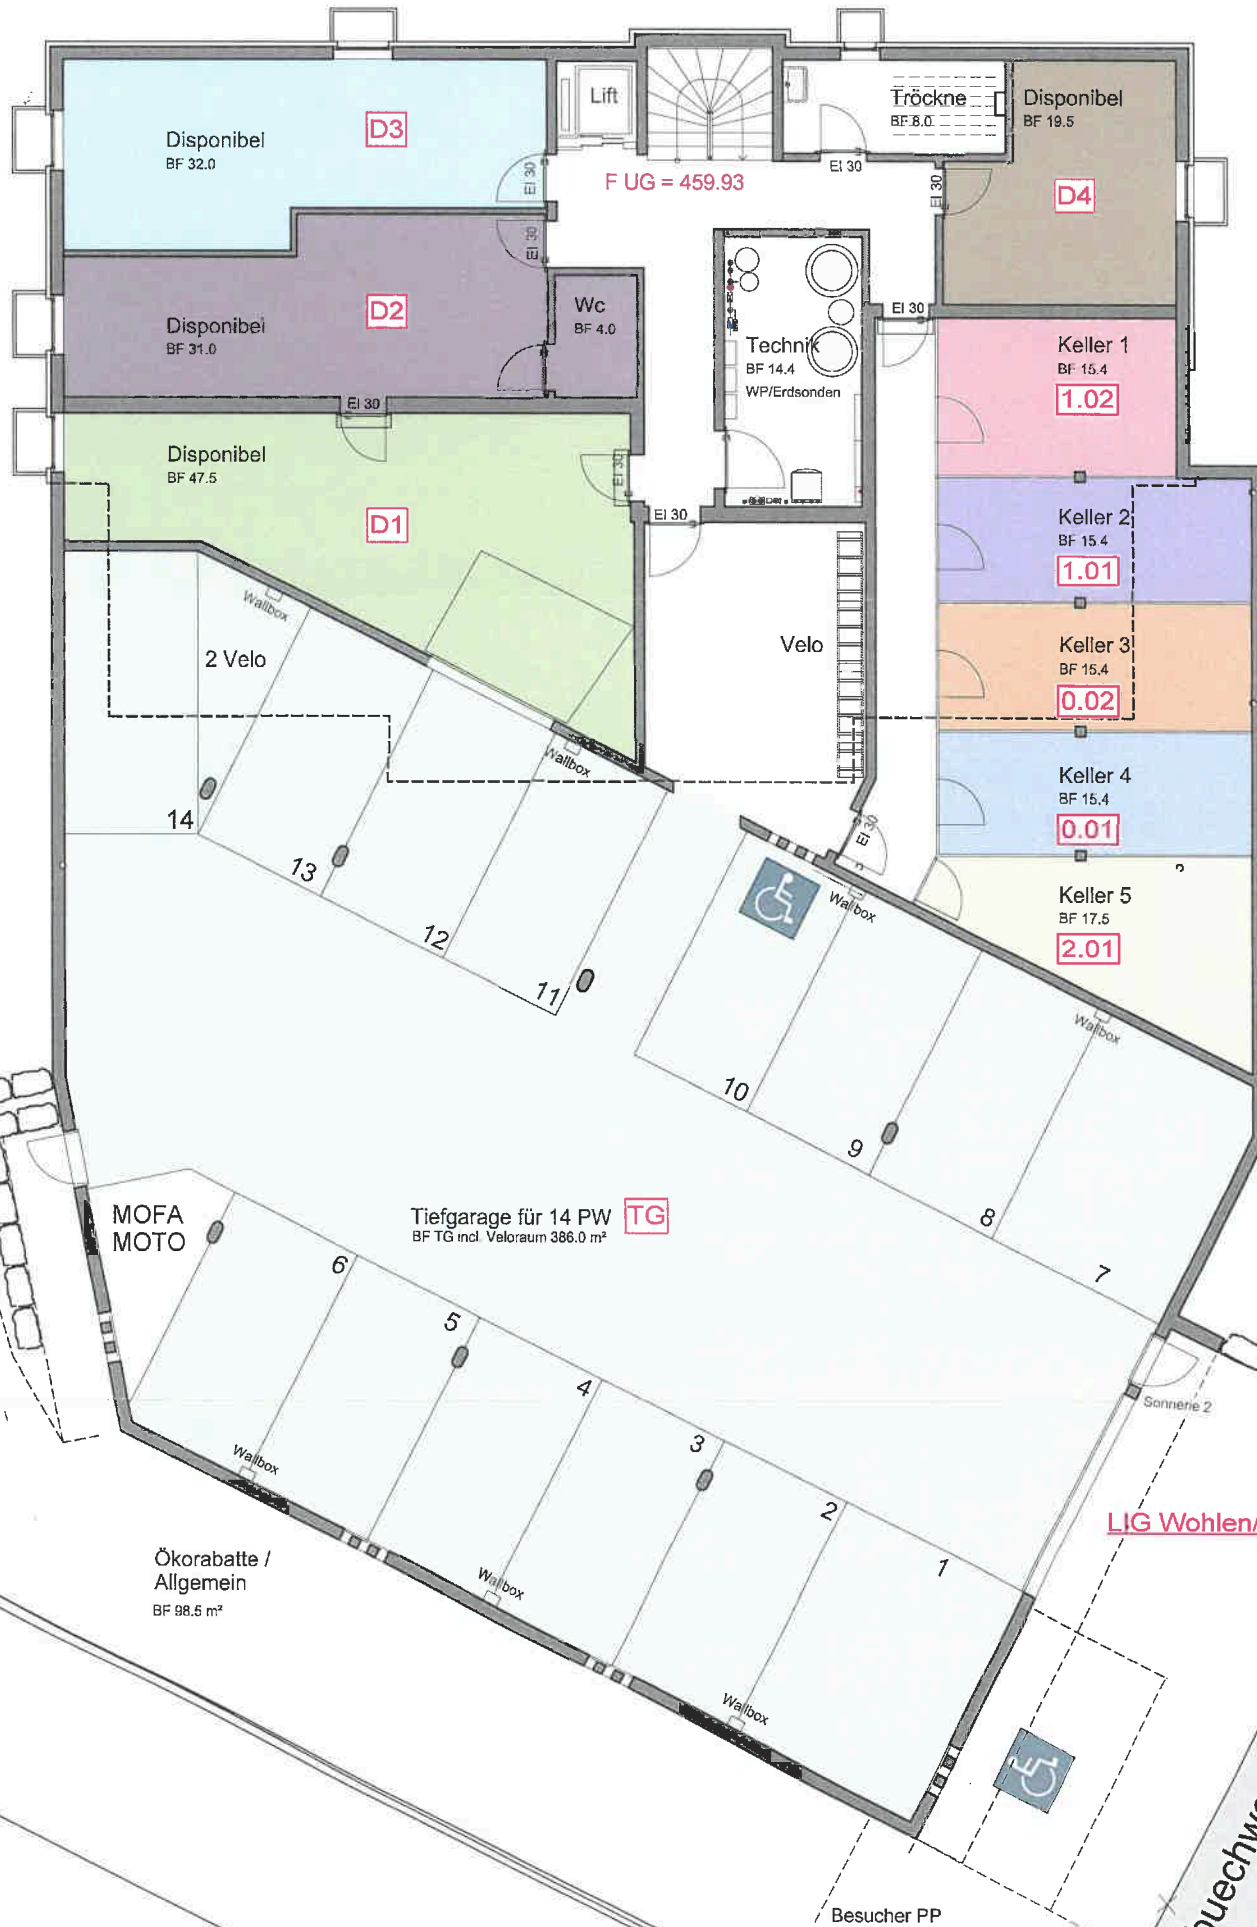 Disponibel
BF 32.0
D3
EI 30
Lift
F UG = 459.93
Tröckne
BF 8.0
EI 30
Disponibel
BF 19.5
EI 30
D4
Disponibel
BF 31.0
D2
EI 30
Wc
BF 4.0
EI 30
Technik
BF 14.4
WP/Erdsonden
EI 30
Keller 1
BF 15.4
1.02
Disponibel
BF 47.5
D1
EI 30
EI 30
Keller 2
BF 15.4
1.01
Wallbox
2 Velo
Velo
Keller 3
BF 15.4
0.02
Wallbox
Keller 4
BF 15.4
0.01
EI 30
14
13
12
11
Wallbox
Keller 5
BF 17.5
2.01
Wallbox
10
9
8
7
MOFA
MOTO
Tiefgarage für 14 PW
TG
BF TG incl. Veloraum 386.0 m²
6
5
4
3
2
1
Sonnerie 2
Wallbox
Wallbox
Wallbox
LIG Wohlen/
Ökorabatte /
Allgemein
BF 98.5 m²
Besucher PP